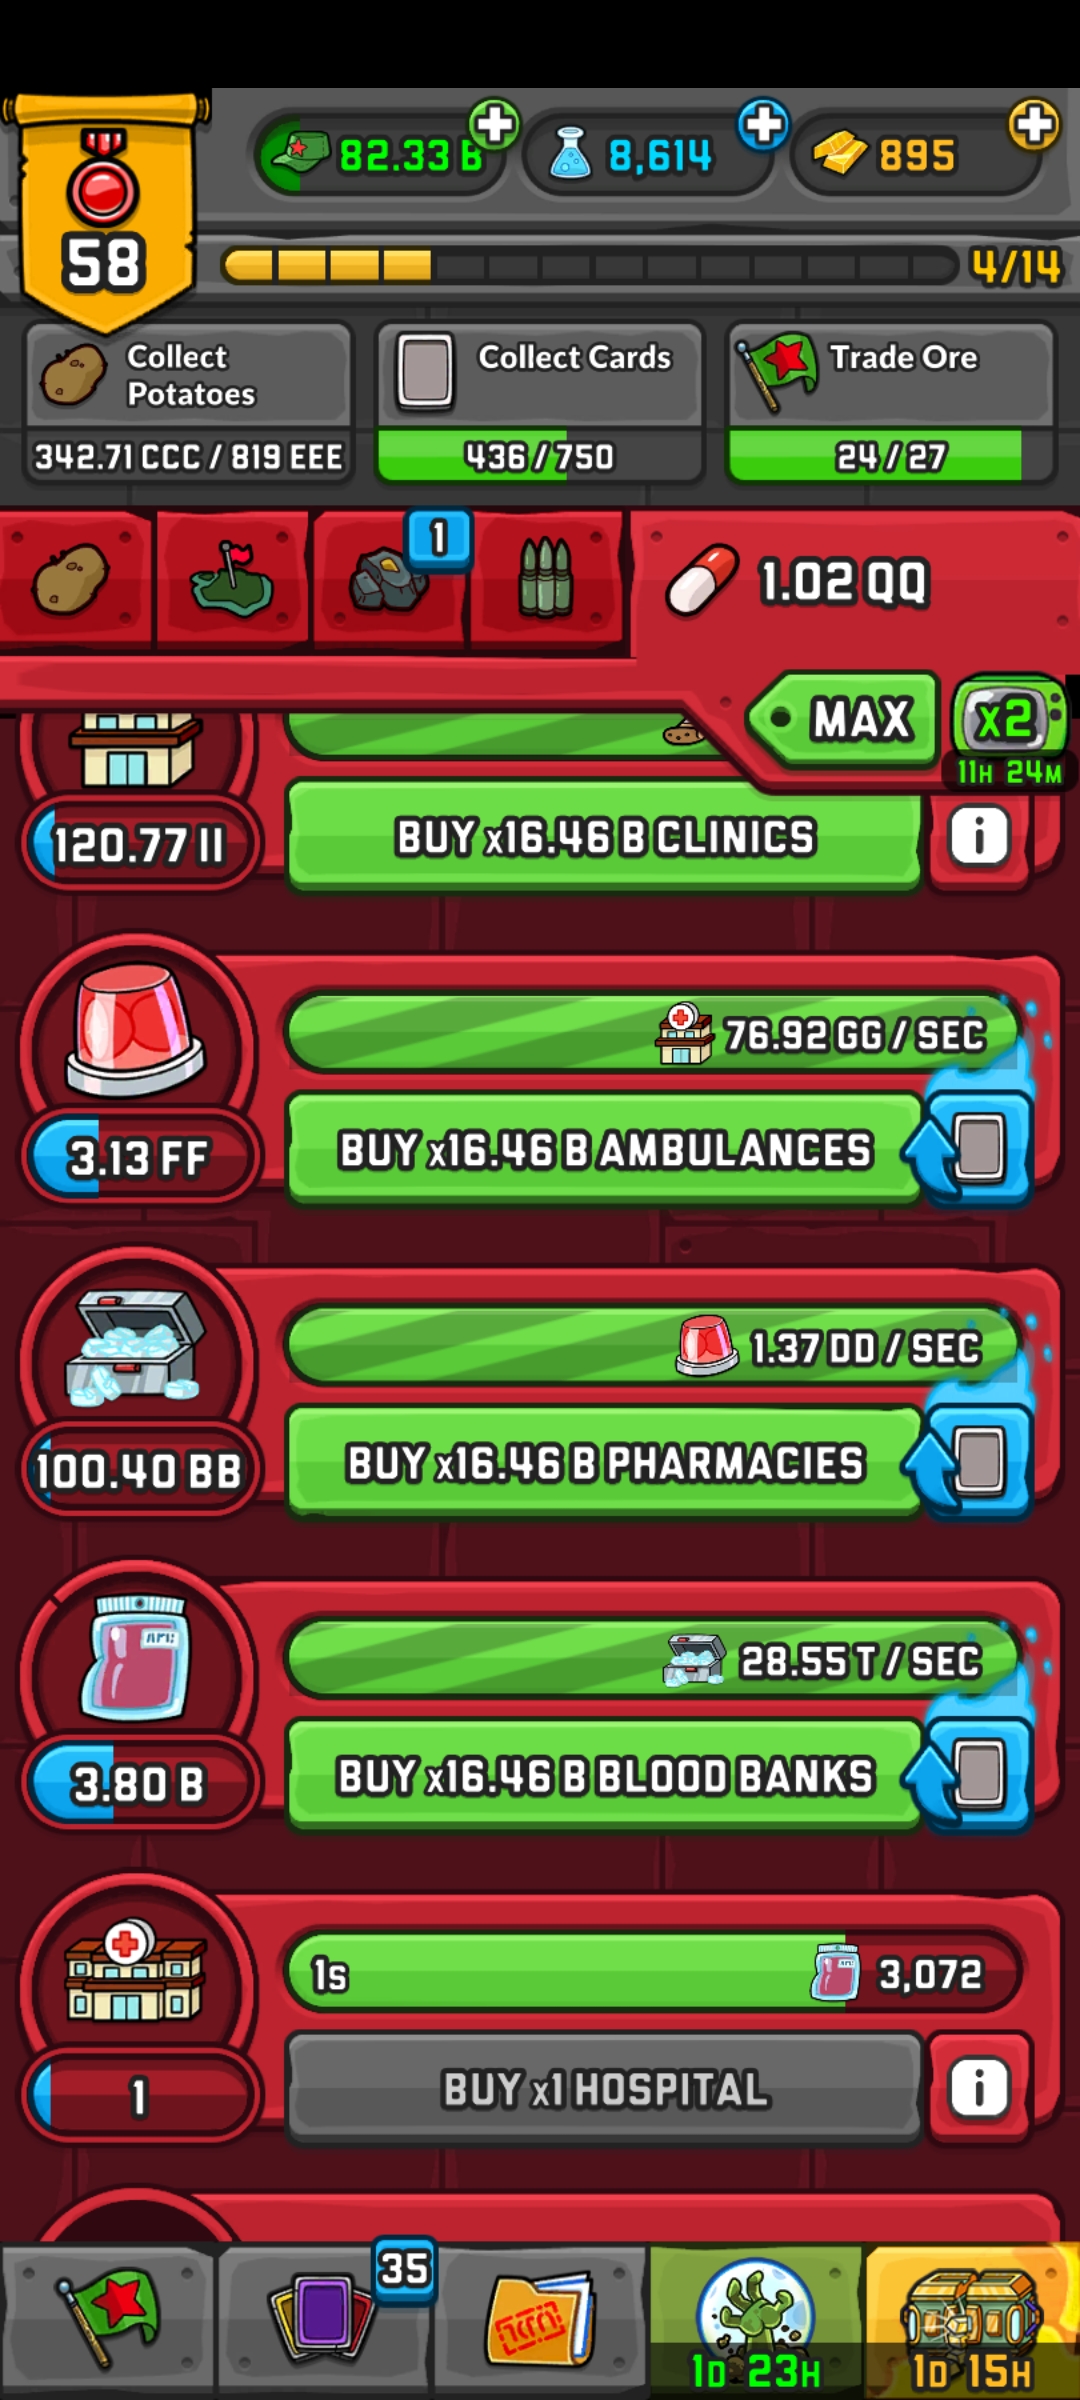 58
82.33 B
8,614
895
4/14
Collect
Potatoes
342.71 CCC / 819 EEE
Collect Cards
436 / 750
Trade Ore
24 / 27
1
1.02 QQ
MAX
x2
11H 24M
120.77 II
BUY x16.46 B CLINICS
i
76.92 GG / SEC
3.13 FF
BUY x16.46 B AMBULANCES
1.37 DD / SEC
100.40 BB
BUY x16.46 B PHARMACIES
28.55 T / SEC
3.80 B
BUY x16.46 B BLOOD BANKS
1s
3,072
1
BUY x1 HOSPITAL
i
35
1D 23H
1D 15H